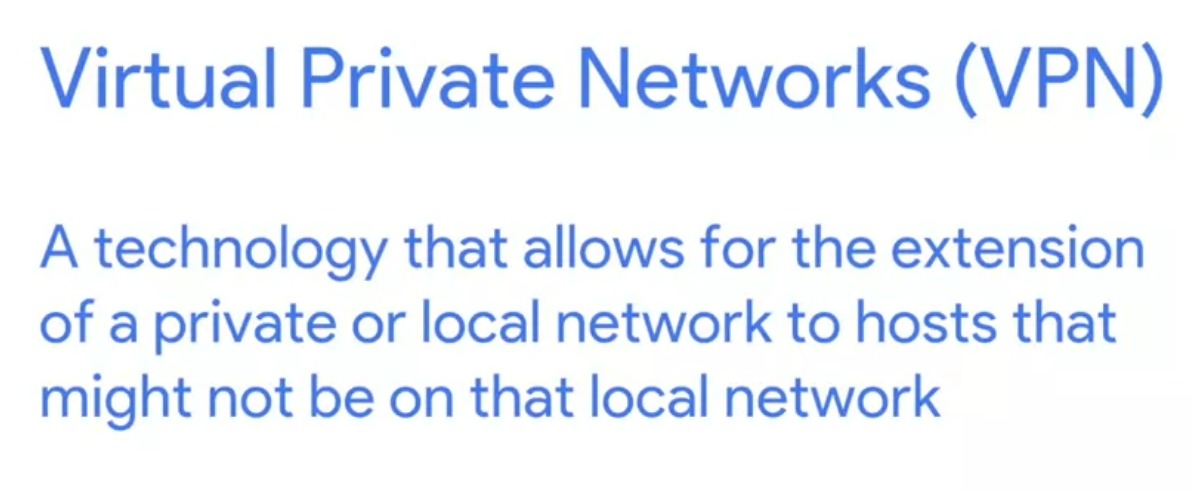 Virtual Private Networks (VPN)
A technology that allows for the extension
of a private or local network to hosts that
might not be on that local network